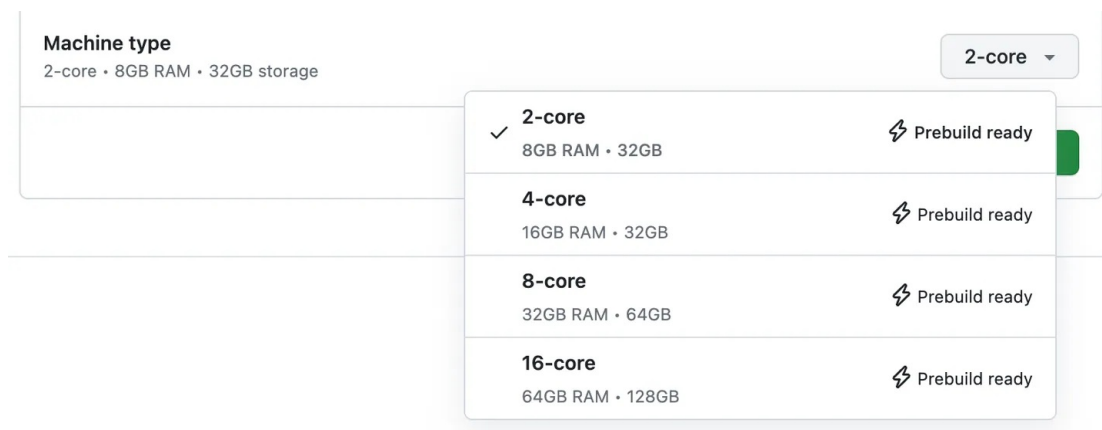 Machine type
2-core • 8GB RAM • 32GB storage
2-core
2-core
8GB RAM • 32GB
Prebuild ready
4-core
16GB RAM • 32GB
Prebuild ready
8-core
32GB RAM • 64GB
Prebuild ready
16-core
64GB RAM • 128GB
Prebuild ready